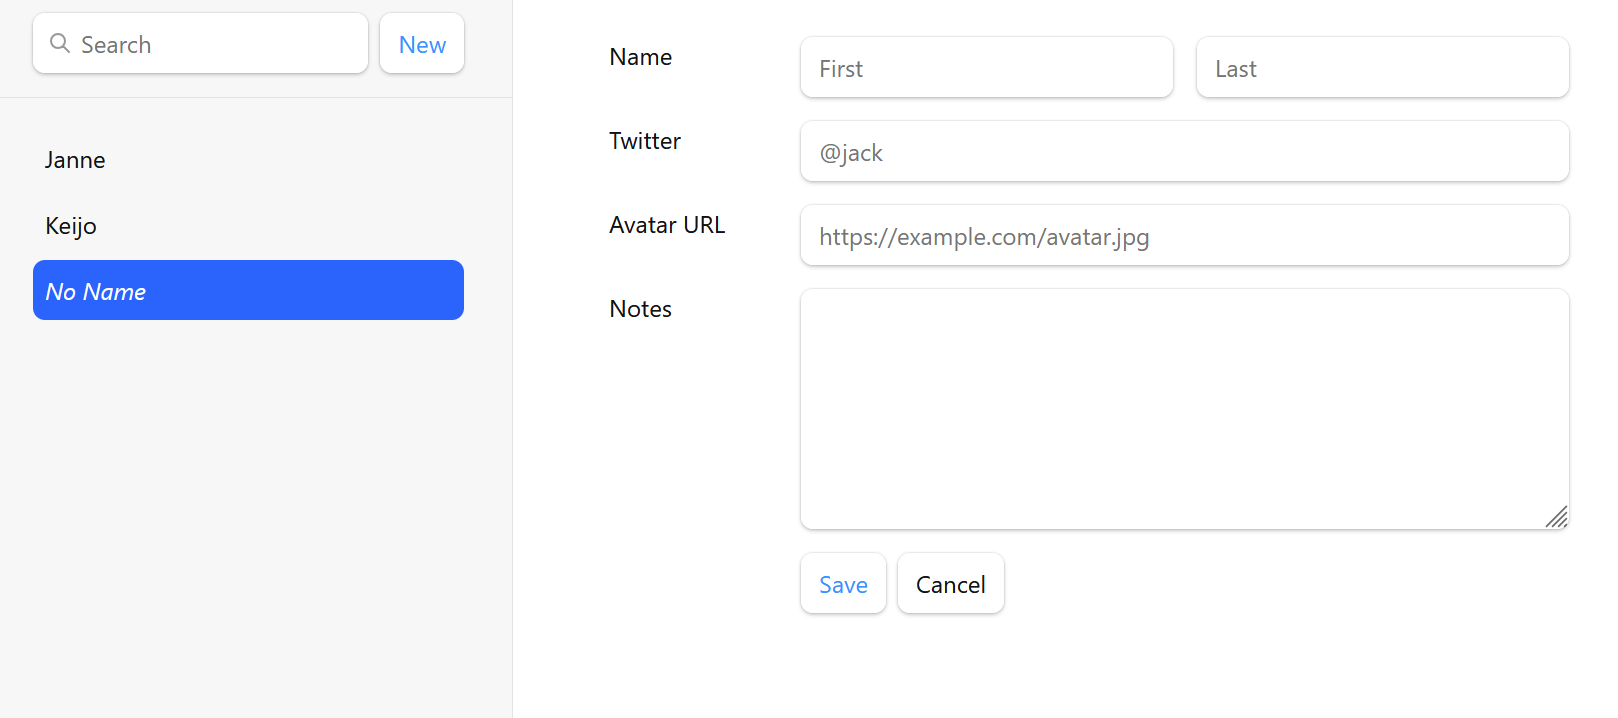 Search
New
Janne
Keijo
No Name
Name
First
Last
Twitter
@jack
Avatar URL
https://example.com/avatar.jpg
Notes
Save
Cancel